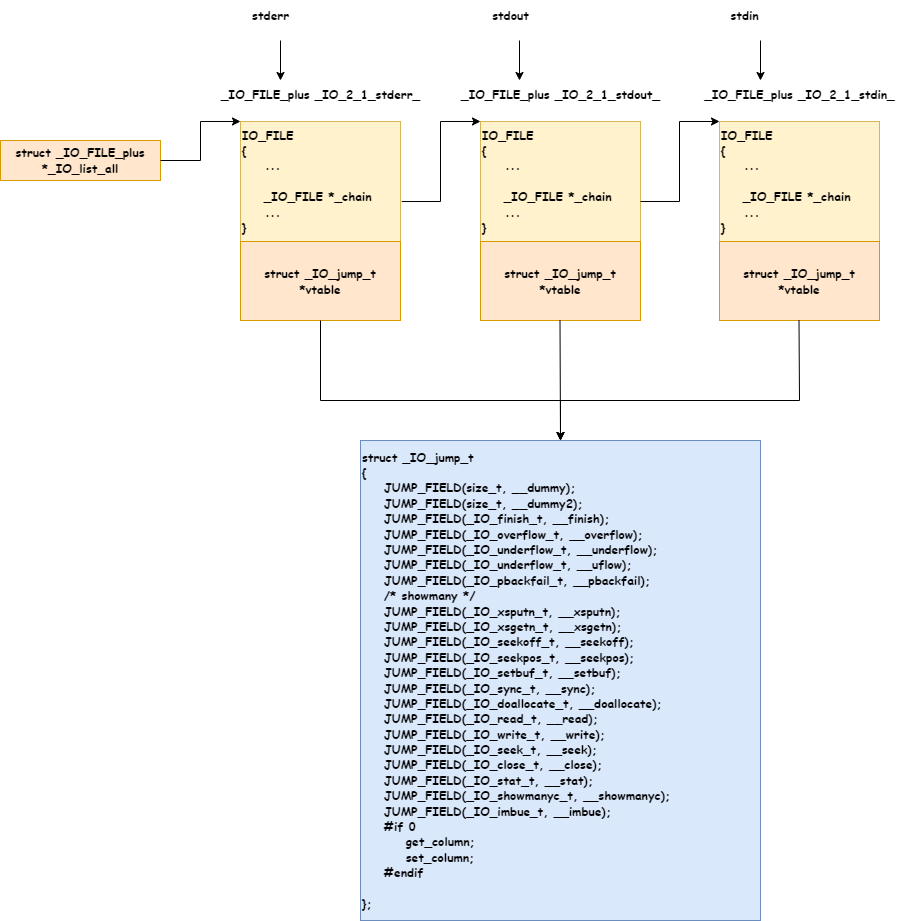 stderr
stdout
stdin
_IO_FILE_plus _IO_2_1_stderr_
_IO_FILE_plus _IO_2_1_stdout_
_IO_FILE_plus _IO_2_1_stdin_
struct _IO_FILE_plus
*_IO_list_all
IO_FILE
{
...
_IO_FILE *_chain
...
}
struct _IO_jump_t
*vtable
IO_FILE
{
...
_IO_FILE *_chain
...
}
struct _IO_jump_t
*vtable
IO_FILE
{
...
_IO_FILE *_chain
...
}
struct _IO_jump_t
*vtable
struct _IO_jump_t
{
JUMP_FIELD(size_t, __dummy);
JUMP_FIELD(size_t, __dummy2);
JUMP_FIELD(_IO_finish_t, __finish);
JUMP_FIELD(_IO_overflow_t, __overflow);
JUMP_FIELD(_IO_underflow_t, __underflow);
JUMP_FIELD(_IO_underflow_t, __uflow);
JUMP_FIELD(_IO_pbackfail_t, __pbackfail);
/* showmany */
JUMP_FIELD(_IO_xsputn_t, __xsputn);
JUMP_FIELD(_IO_xsgetn_t, __xsgetn);
JUMP_FIELD(_IO_seekoff_t, __seekoff);
JUMP_FIELD(_IO_seekpos_t, __seekpos);
JUMP_FIELD(_IO_setbuf_t, __setbuf);
JUMP_FIELD(_IO_sync_t, __sync);
JUMP_FIELD(_IO_doallocate_t, __doallocate);
JUMP_FIELD(_IO_read_t, __read);
JUMP_FIELD(_IO_write_t, __write);
JUMP_FIELD(_IO_seek_t, __seek);
JUMP_FIELD(_IO_close_t, __close);
JUMP_FIELD(_IO_stat_t, __stat);
JUMP_FIELD(_IO_showmanyc_t, __showmanyc);
JUMP_FIELD(_IO_imbue_t, __imbue);
#if 0
get_column;
set_column;
#endif
};